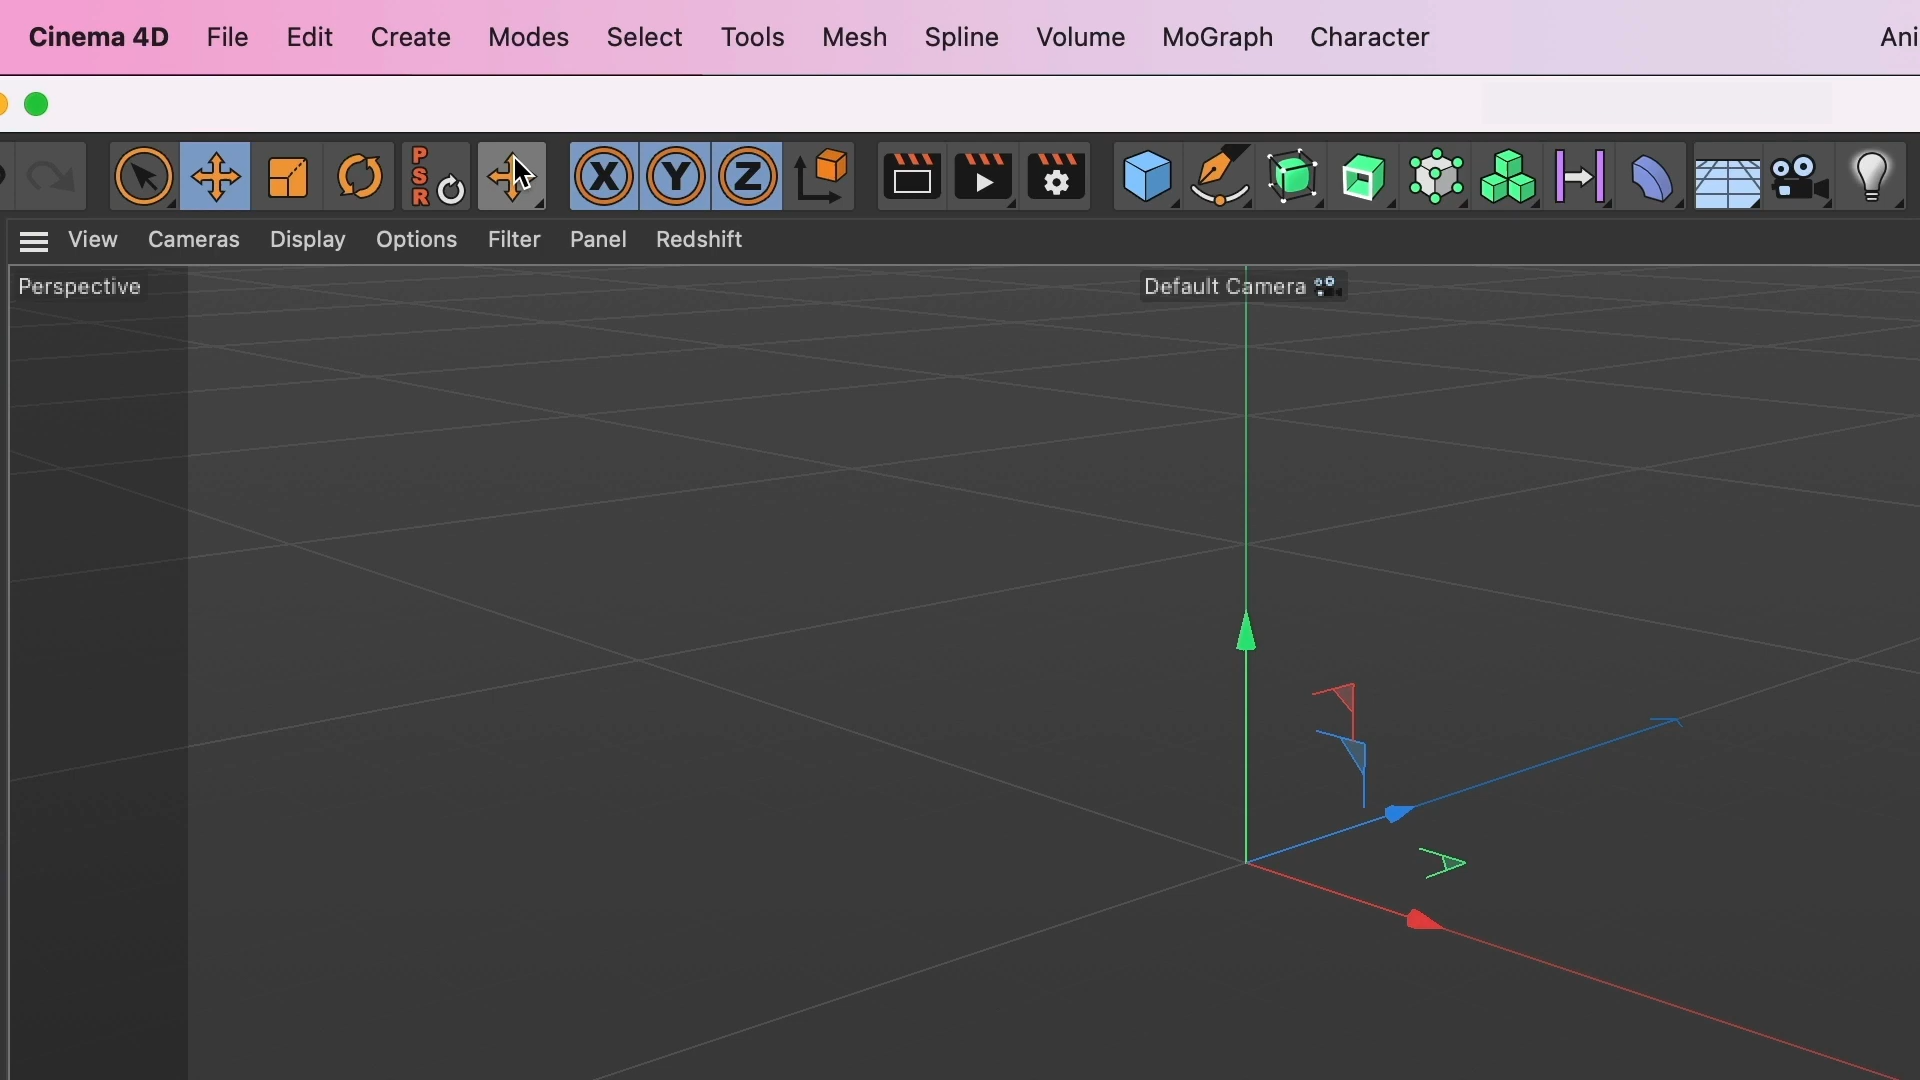 Cinema 4D File Edit Create Modes Select Tools Mesh Spline Volume MoGraph Character Ani
PSR X Y Z
View Cameras Display Options Filter Panel Redshift
Perspective
Default Camera